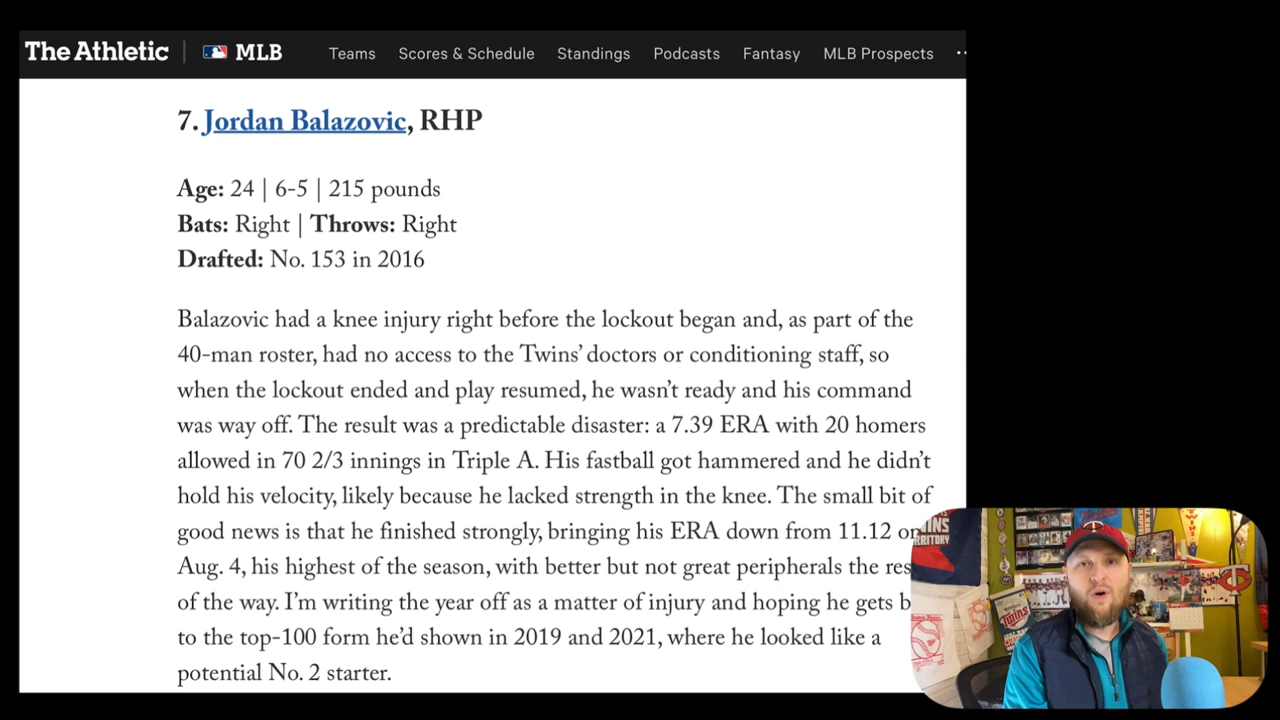 The Athletic | MLB Teams Scores & Schedule Standings Podcasts Fantasy MLB Prospects ··
7. Jordan Balazovic, RHP
Age: 24 | 6-5 | 215 pounds
Bats: Right | Throws: Right
Drafted: No. 153 in 2016
Balazovic had a knee injury right before the lockout began and, as part of the
40-man roster, had no access to the Twins’ doctors or conditioning staff, so
when the lockout ended and play resumed, he wasn’t ready and his command
was way off. The result was a predictable disaster: a 7.39 ERA with 20 homers
allowed in 70 2/3 innings in Triple A. His fastball got hammered and he didn’t
hold his velocity, likely because he lacked strength in the knee. The small bit of
good news is that he finished strongly, bringing his ERA down from 11.12
Aug. 4, his highest of the season, with better but not great peripherals the
of the way. I’m writing the year off as a matter of injury and hoping he gets
to the top-100 form he’d shown in 2019 and 2021, where he looked like a
potential No. 2 starter.
Twins